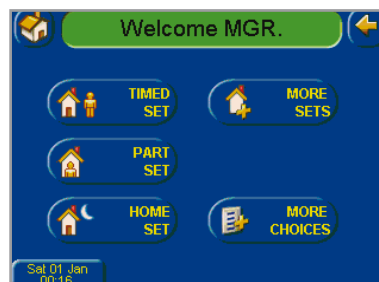 Welcome MGR.
TIMED
SET
MORE
SETS
PART
SET
HOME
SET
MORE
CHOICES
Sat 01 Jan
00:16